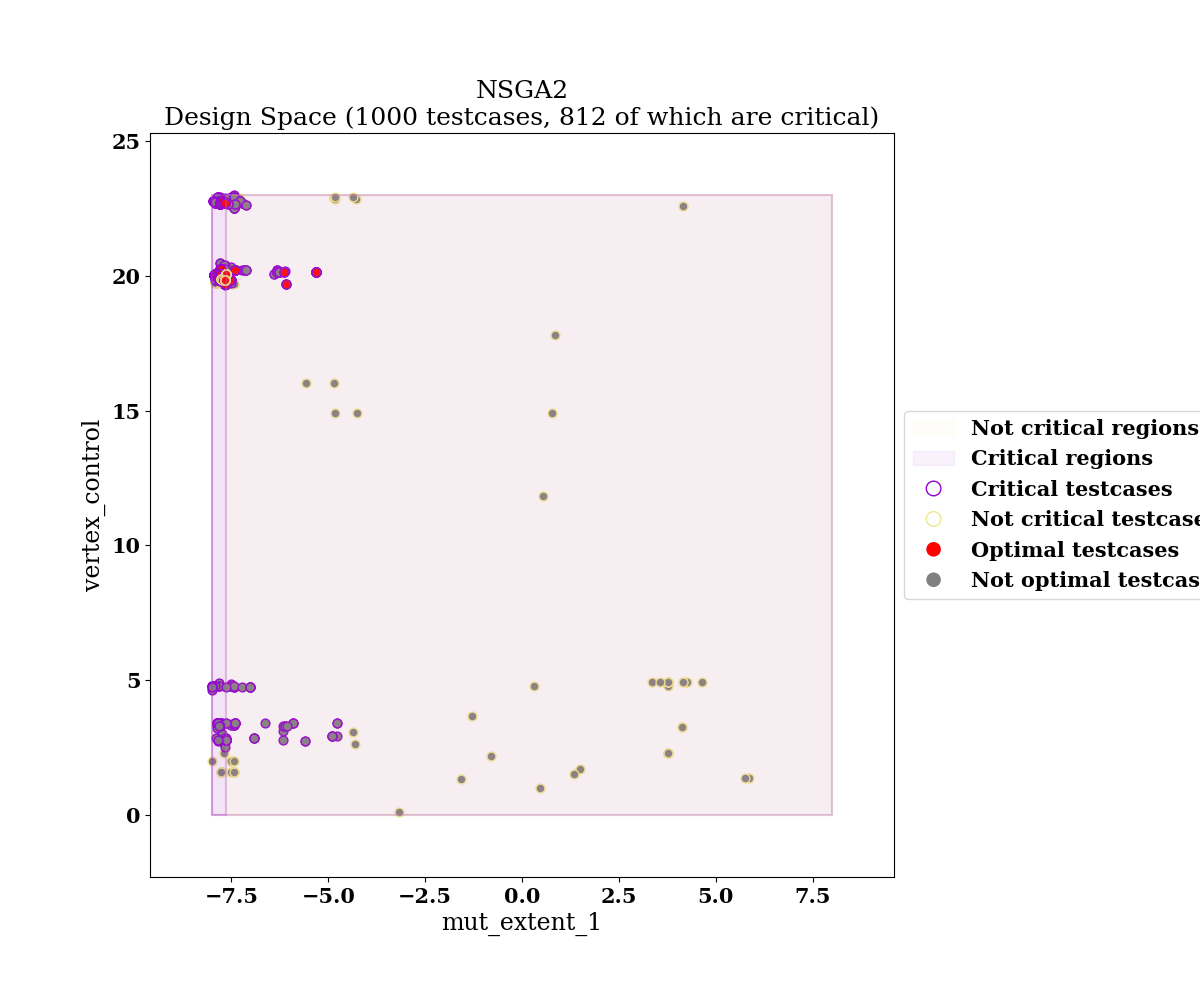 NSGA2
Design Space (1000 testcases, 812 of which are critical)
25
20
15
10
5
0
vertex_control
−7.5
−5.0
−2.5
0.0
2.5
5.0
7.5
mut_extent_1
Not critical regions
Critical regions
Critical testcases
Not critical testcase
Optimal testcases
Not optimal testcas